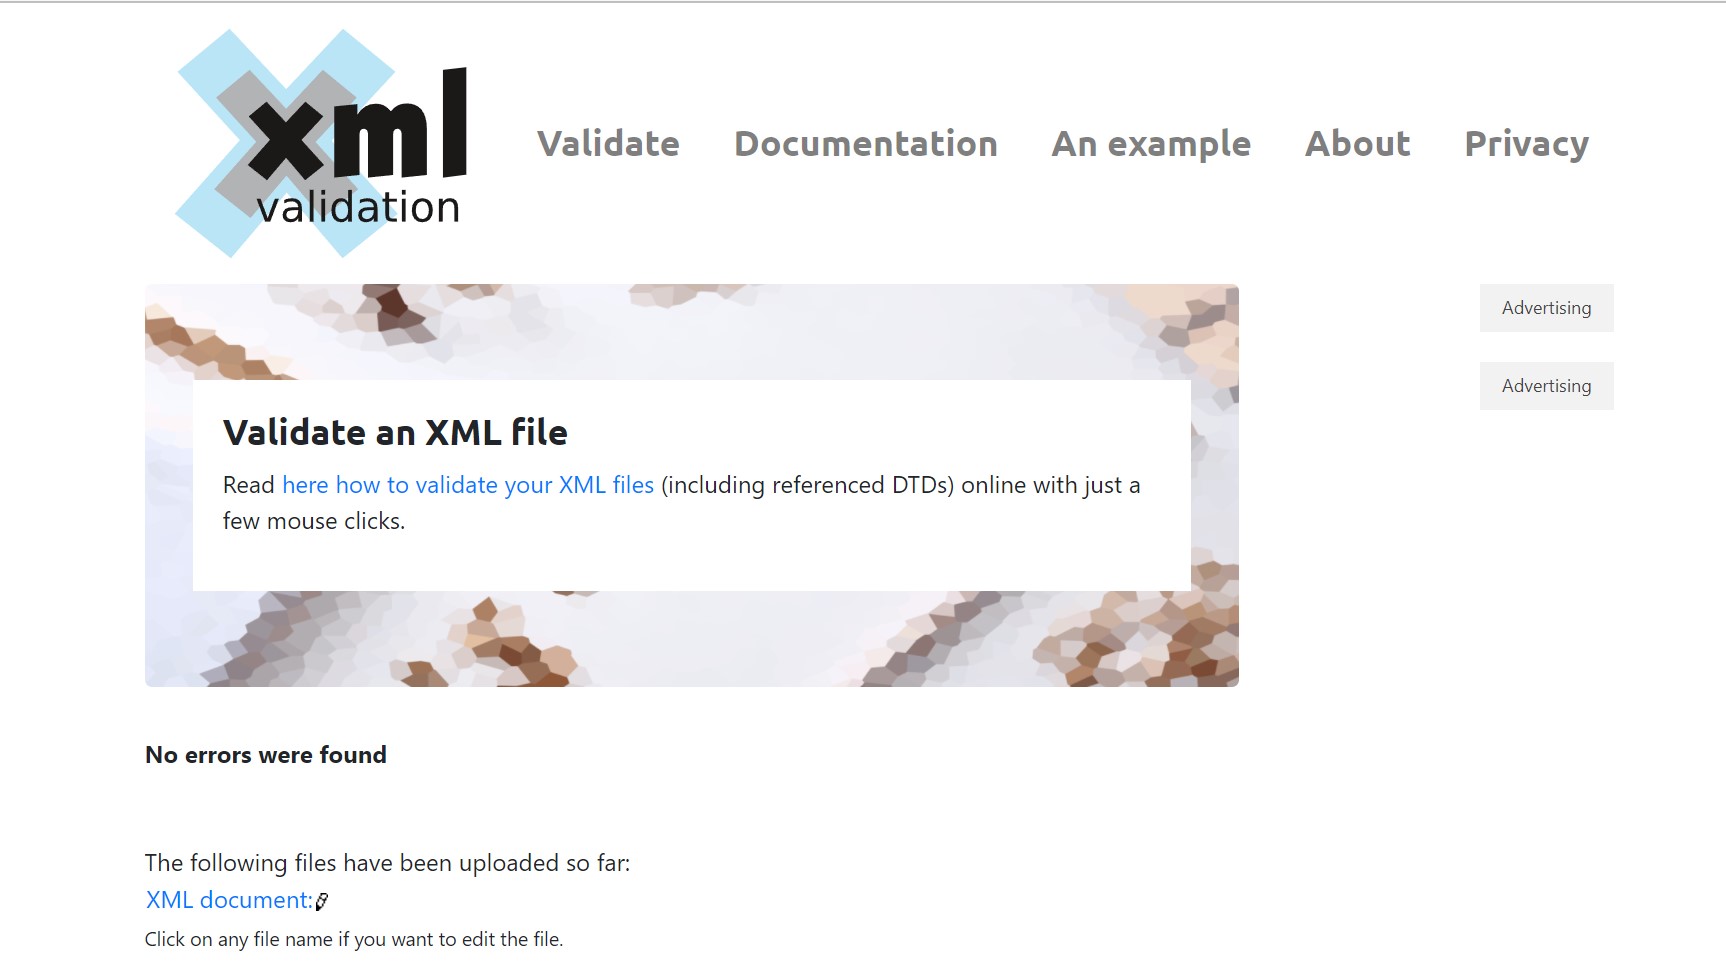 xml
validation
Validate
Documentation
An example
About
Privacy
Advertising
Advertising
Validate an XML file
Read here how to validate your XML files (including referenced DTDs) online with just a
few mouse clicks.
No errors were found
The following files have been uploaded so far:
XML document:
Click on any file name if you want to edit the file.